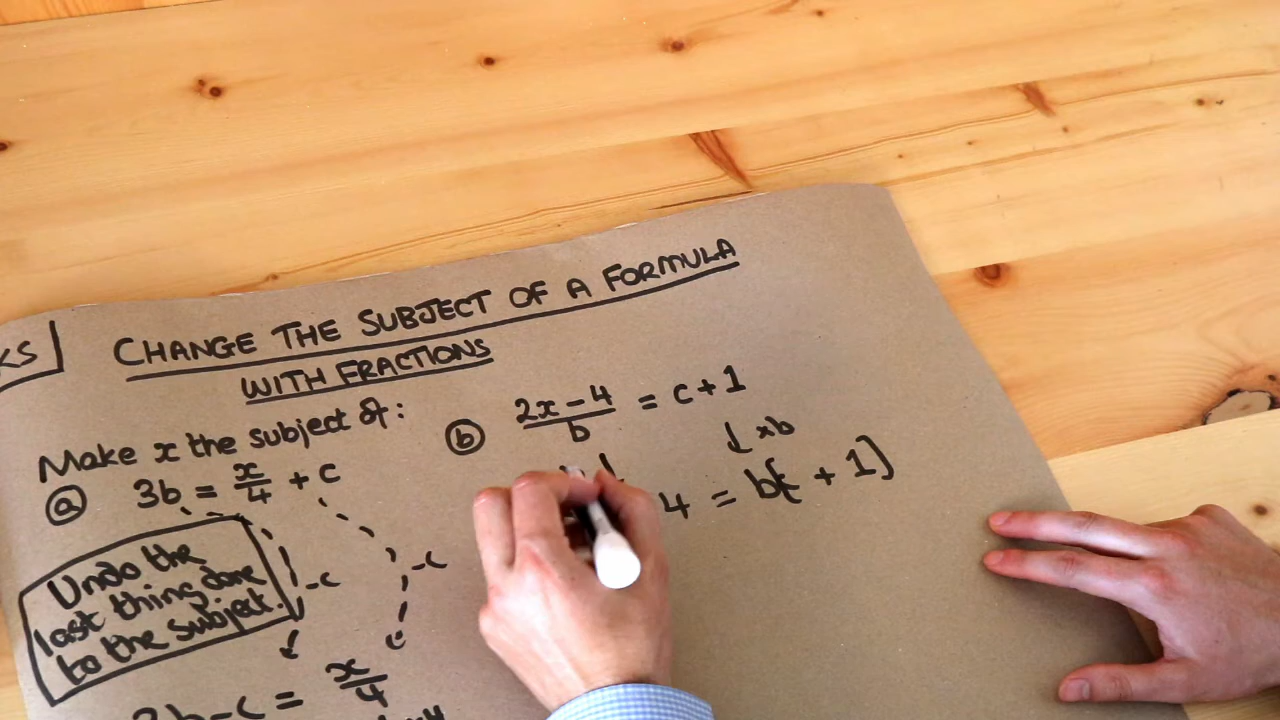 KS
CHANGE THE SUBJECT OF A FORMULA
WITH FRACTIONS
Make x the subject of:
ⓐ 3b = x/4 + c
-c
-c
Undo the
last thing done
to the subject.
3b-c = x/4
ⓑ (2x-4)/b = c+1
↓ ×b
4 = b(c + 1)